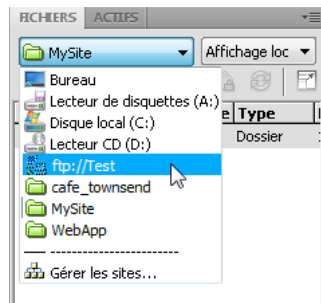 FICHIERS ACTIFS
MySite Affichage loc
Bureau
Lecteur de disquettes (A:)
Disque local (C:) e Type
Lecteur CD (D:) Dossier
ftp://Test
cafe_townsend
MySite
WebApp
-----------------------
Gérer les sites...